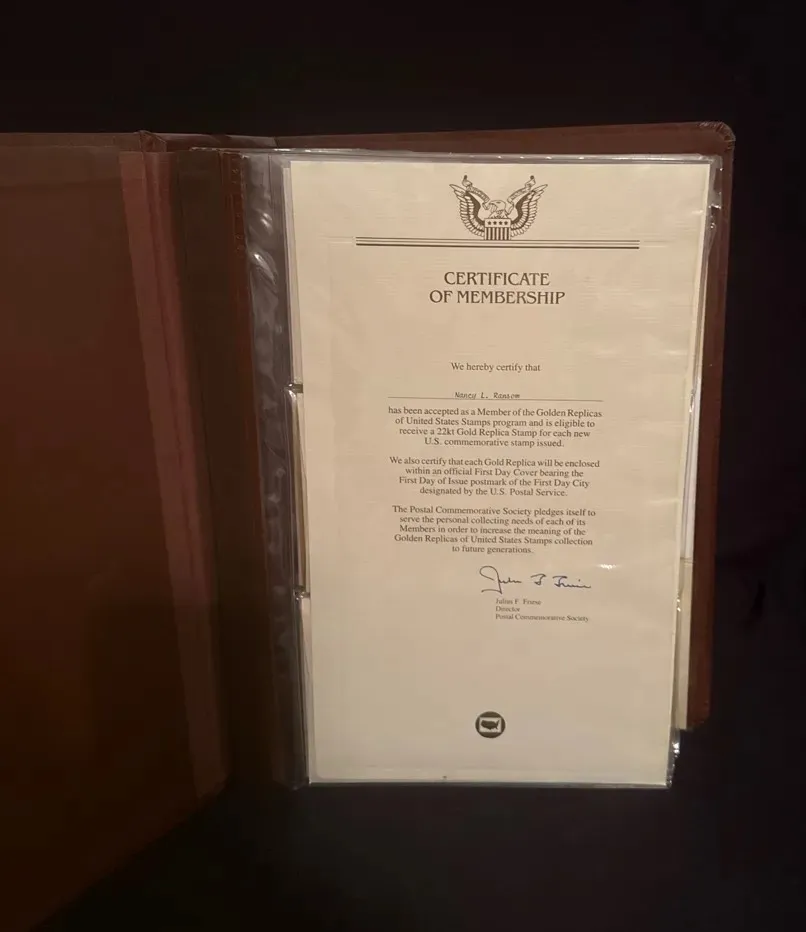 CERTIFICATE
OF MEMBERSHIP
We hereby certify that
Nancy L. Ransom
has been accepted as a Member of the Golden Replicas
of United States Stamps program and is eligible to
receive a 22kt Gold Replica Stamp for each new
U.S. commemorative stamp issued.
We also certify that each Gold Replica will be enclosed
within an official First Day Cover bearing the
First Day of Issue postmark of the First Day City
designated by the U.S. Postal Service.
The Postal Commemorative Society pledges itself to
serve the personal collecting needs of each of its
Members in order to increase the meaning of the
Golden Replicas of United States Stamps collection
to future generations.
Julius F.
Director
Postal Commemorative Society